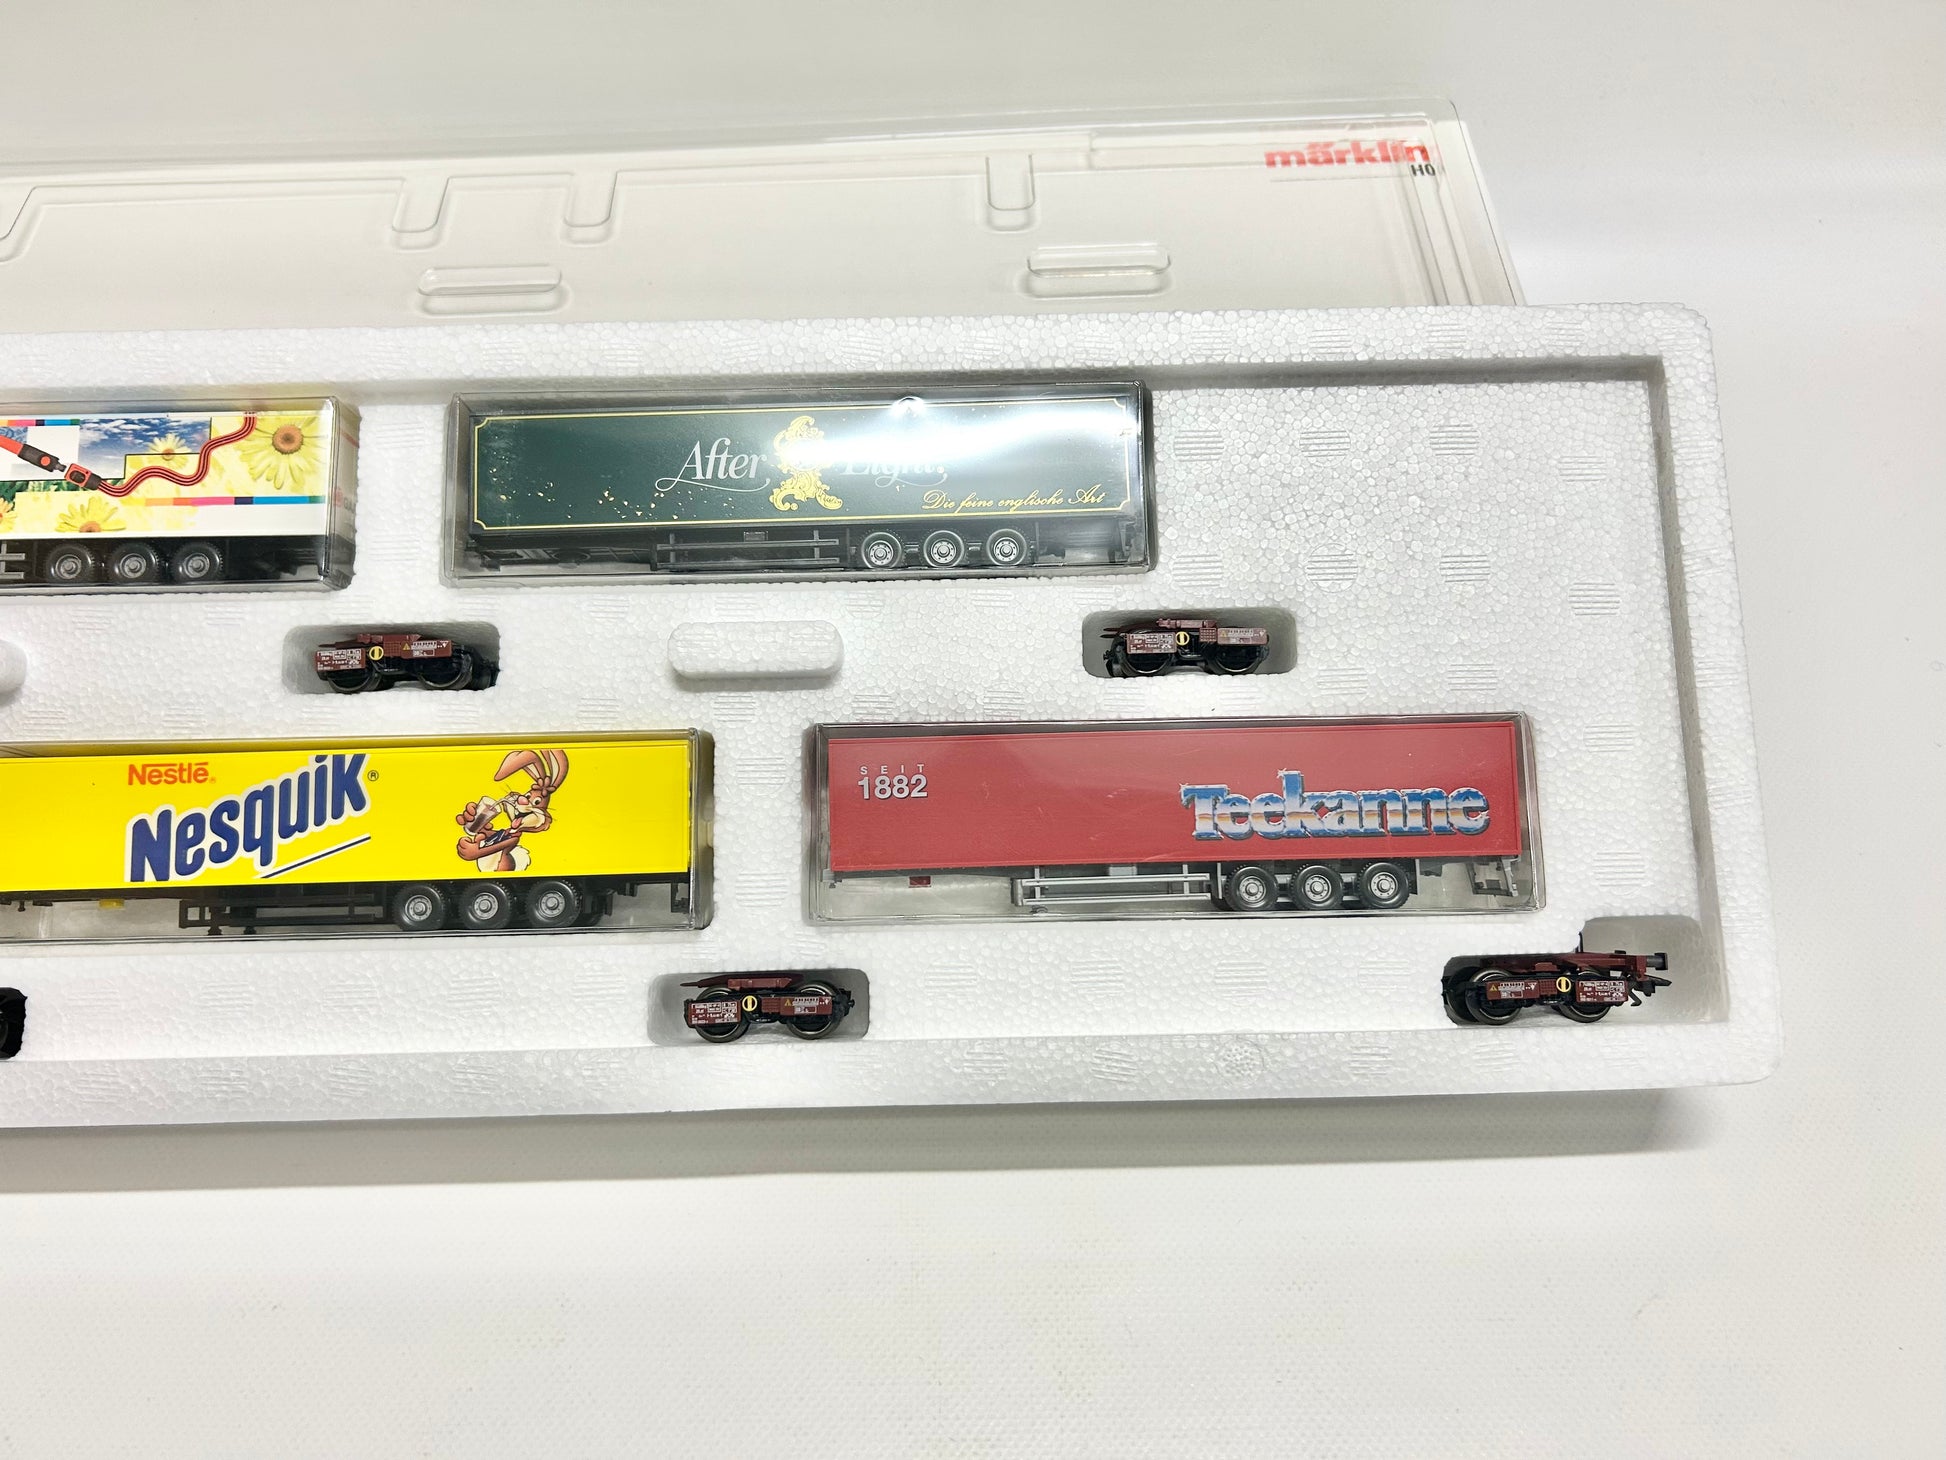 märklin
H0
After Eight.
Die feine englische Art
Nestlé®
NesquiK®
SEIT
1882
Teekanne